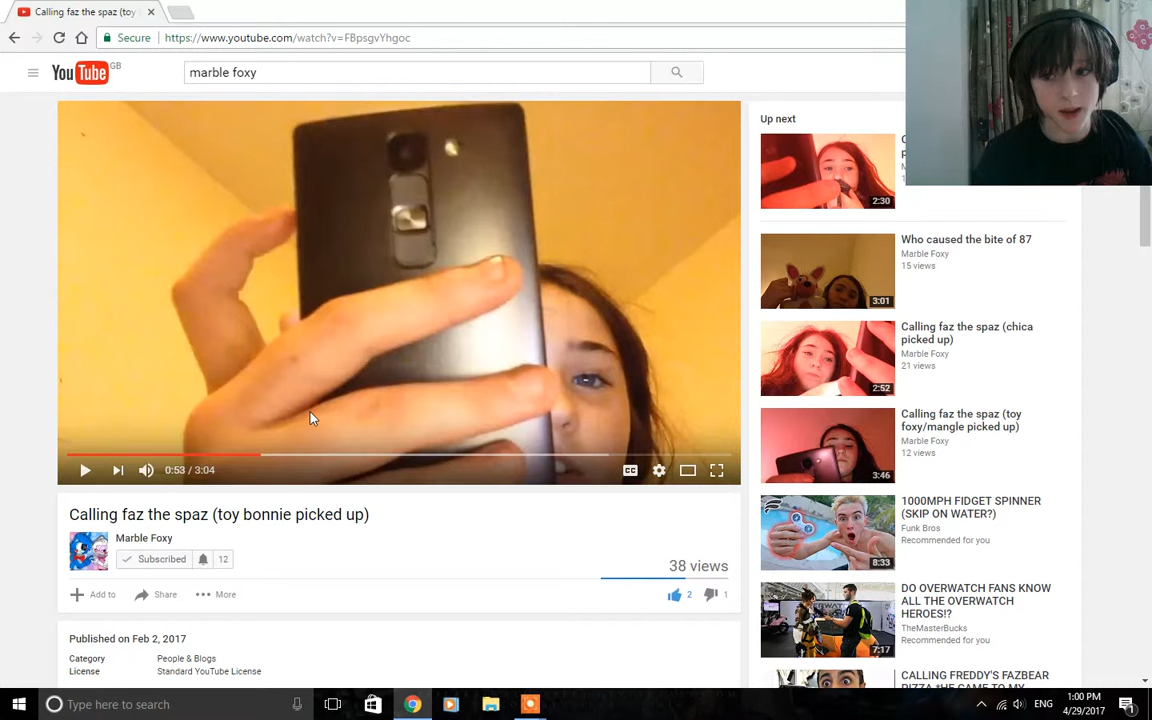 Calling faz the spaz (toy
Secure
https://www.youtube.com/watch?v=FBpsgvYhgoc
YouTube GB
marble foxy
Up next
2:30
Who caused the bite of 87
Marble Foxy
15 views
3:01
Calling faz the spaz (chica
picked up)
Marble Foxy
21 views
2:52
Calling faz the spaz (toy
foxy/mangle picked up)
Marble Foxy
12 views
3:46
1000MPH FIDGET SPINNER
(SKIP ON WATER?)
Funk Bros
Recommended for you
8:33
DO OVERWATCH FANS KNOW
ALL THE OVERWATCH
HEROES!?
TheMasterBucks
Recommended for you
7:17
CALLING FREDDY'S FAZBEAR
0:53 / 3:04
CC
Calling faz the spaz (toy bonnie picked up)
Marble Foxy
Subscribed
12
38 views
Add to
Share
More
2
1
Published on Feb 2, 2017
Category
People & Blogs
License
Standard YouTube License
Type here to search
ENG
1:00 PM
4/29/2017
1